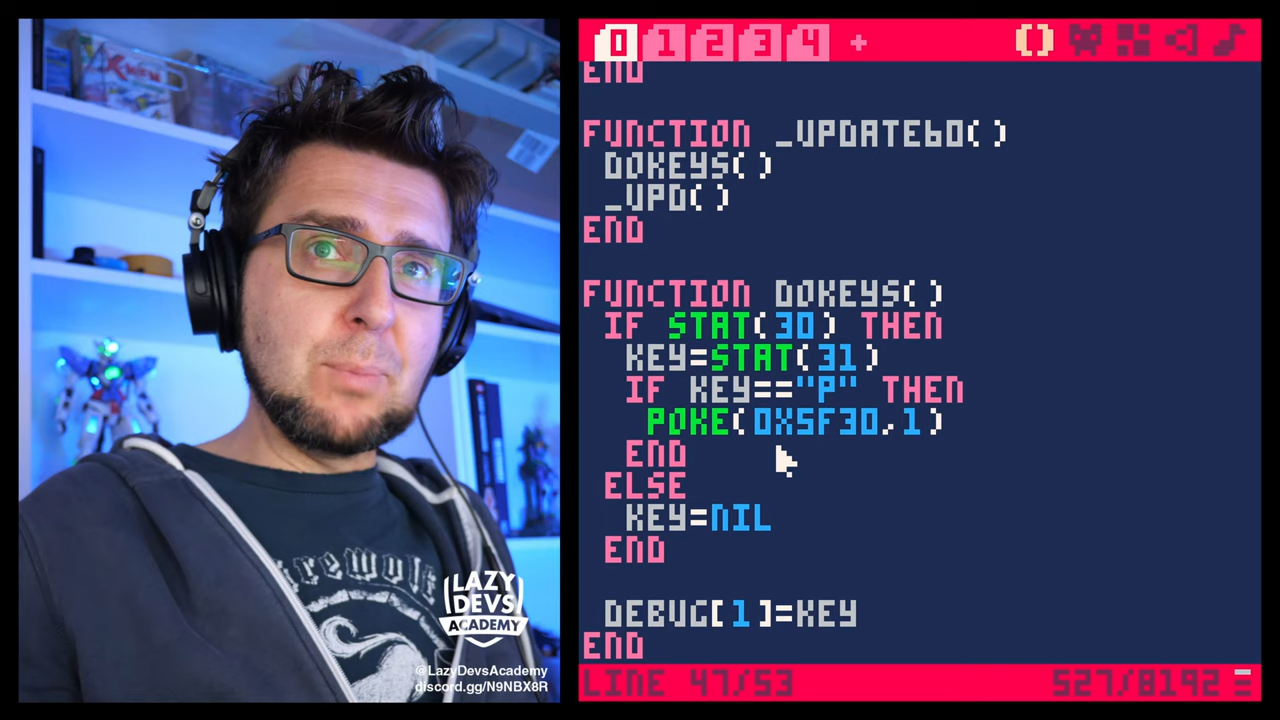 X-MEN
rewolf
LAZY
DEVS
ACADEMY
@LazyDevsAcademy
discord.gg/N9NBX8R
0 1 2 3 4 +
END
FUNCTION _UPDATE60()
DOKEYS()
_UPD()
END
FUNCTION DOKEYS()
IF STAT(30) THEN
KEY=STAT(31)
IF KEY=="P" THEN
POKE(0X5F30,1)
END
ELSE
KEY=NIL
END
DEBUG[1]=KEY
END
LINE 47/53
527/8192